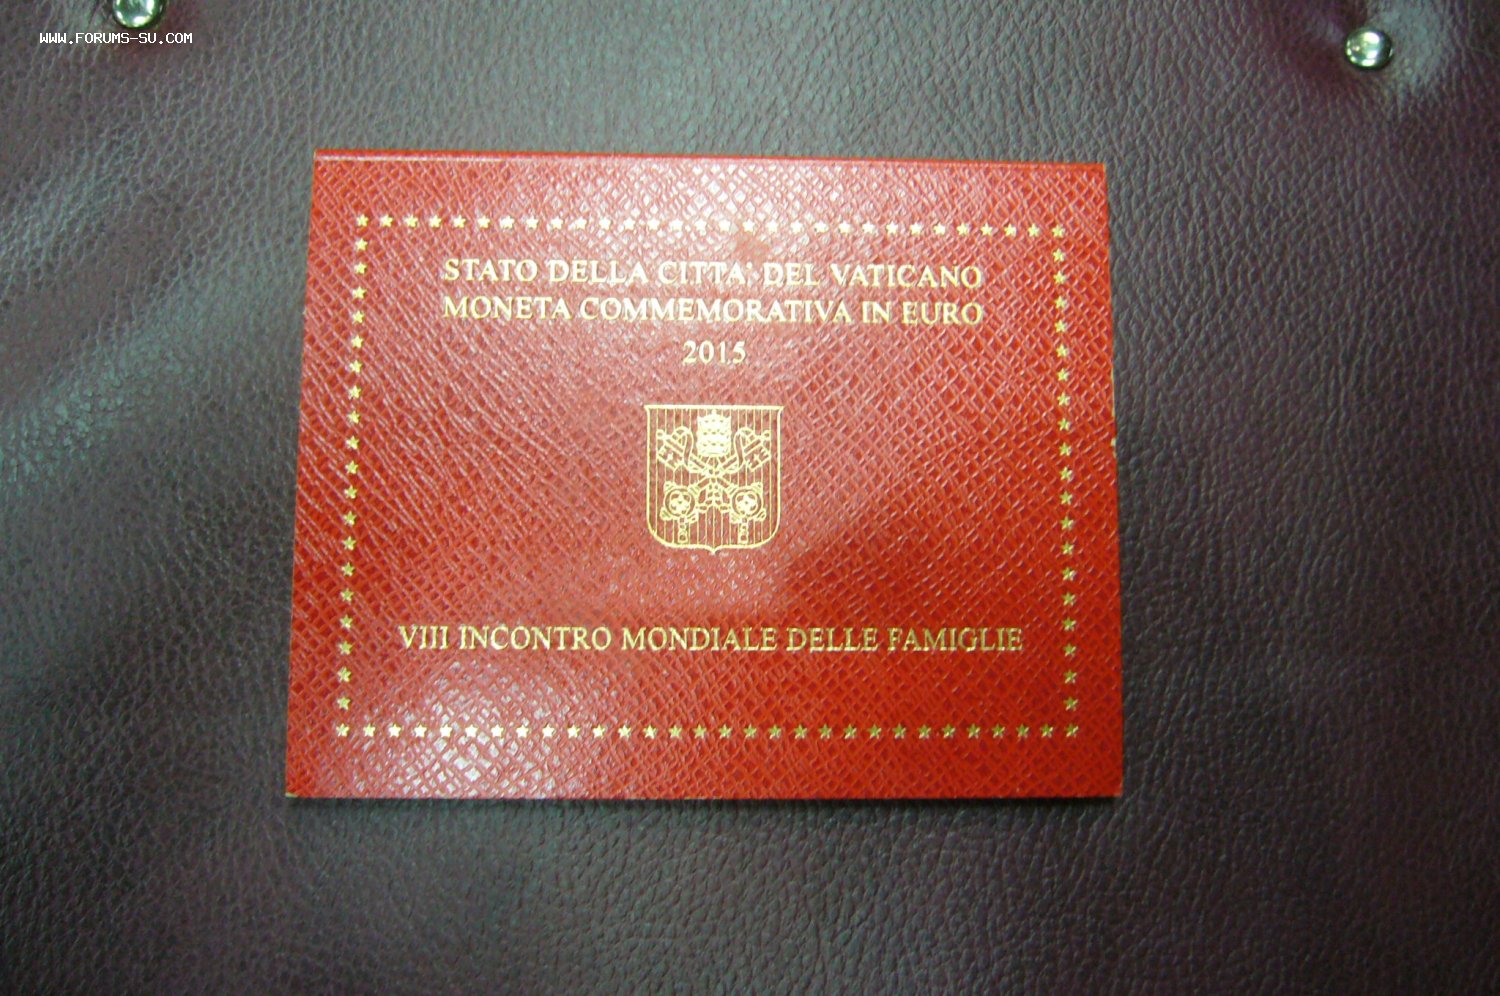 WWW.FORUMS-SU.COM
STATO DELLA CITTA' DEL VATICANO
MONETA COMMEMORATIVA IN EURO
2015
VIII INCONTRO MONDIALE DELLE FAMIGLIE